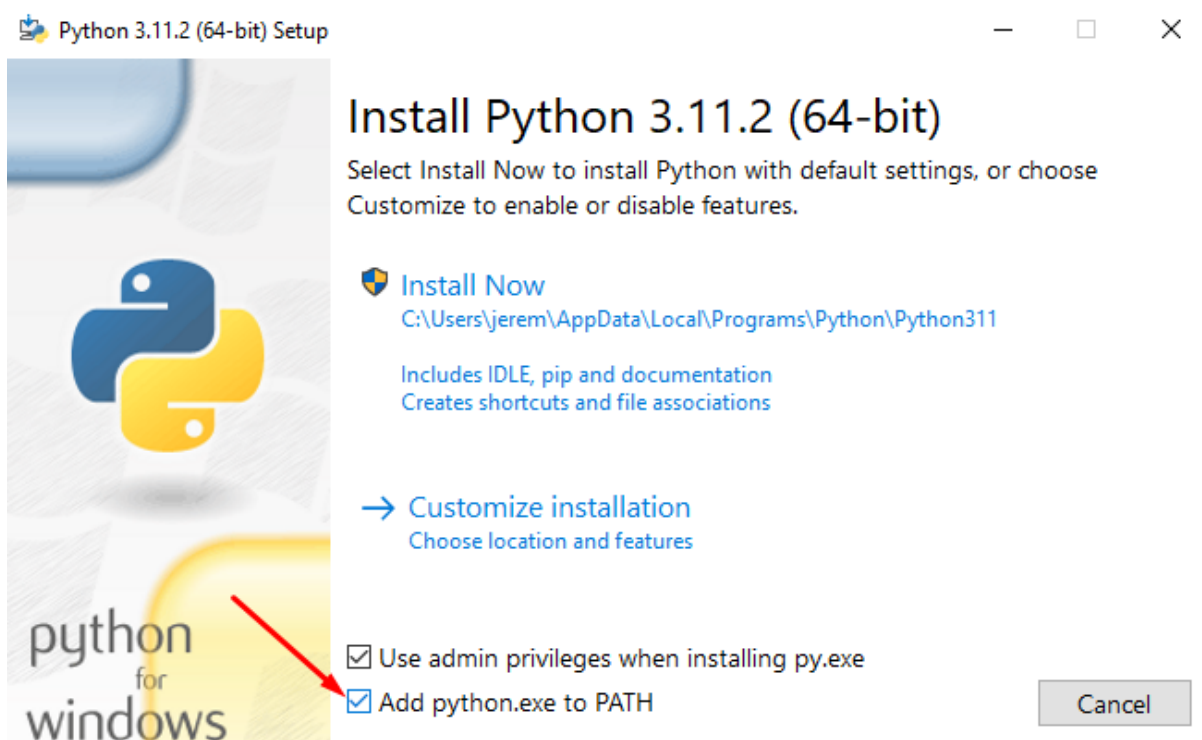 Python 3.11.2 (64-bit) Setup
Install Python 3.11.2 (64-bit)
Select Install Now to install Python with default settings, or choose
Customize to enable or disable features.
Install Now
C:\Users\jerem\AppData\Local\Programs\Python\Python311
Includes IDLE, pip and documentation
Creates shortcuts and file associations
Customize installation
Choose location and features
python
for
windows
Use admin privileges when installing py.exe
Add python.exe to PATH
Cancel